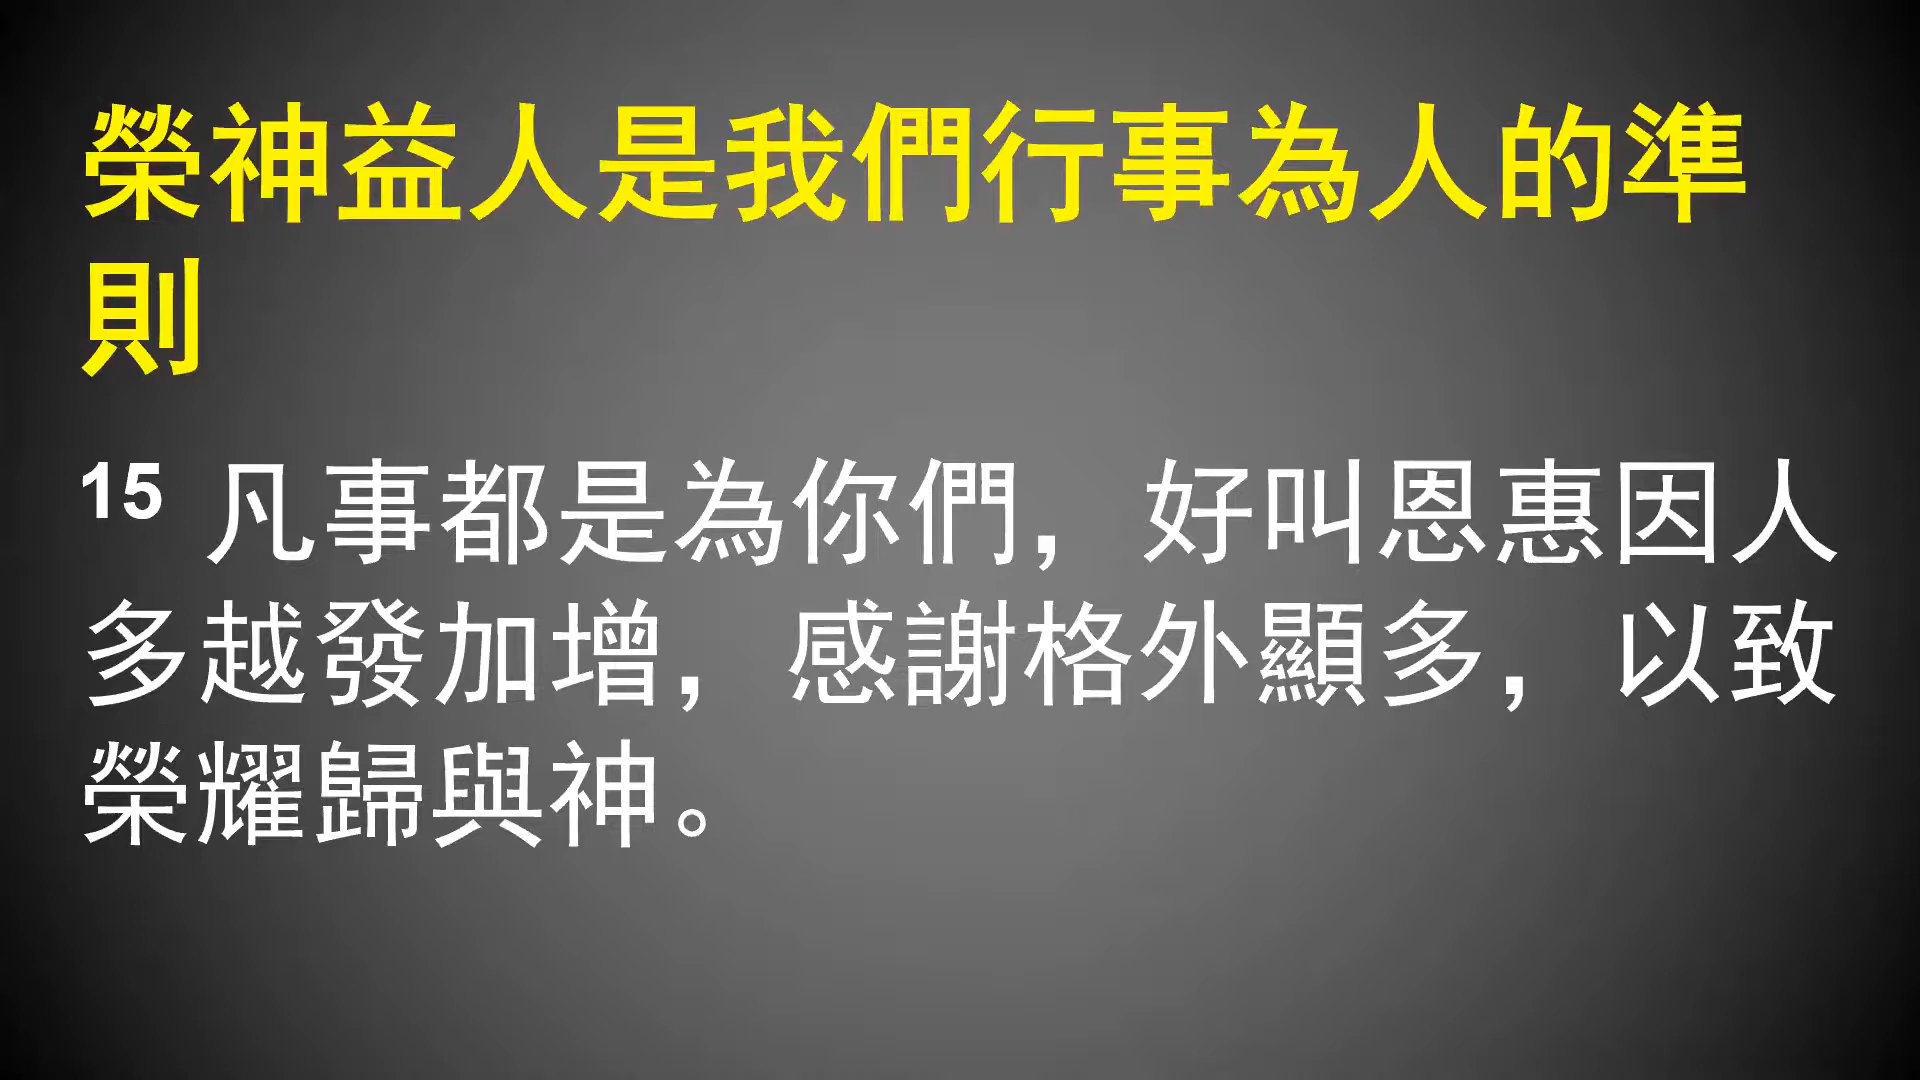 榮神益人是我們行事為人的準
則
15 凡事都是為你們，好叫恩惠因人
多越發加增，感謝格外顯多，以致
榮耀歸與神。